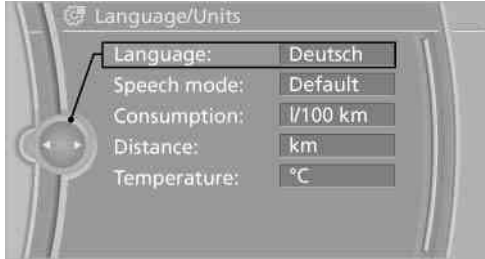 Language/Units
Language: Deutsch
Speech mode: Default
Consumption: l/100 km
Distance: km
Temperature: °C